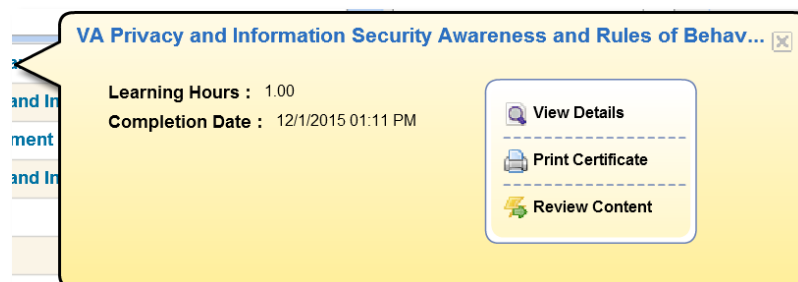 VA Privacy and Information Security Awareness and Rules of Behav...
Learning Hours : 1.00
Completion Date : 12/1/2015 01:11 PM
View Details
Print Certificate
Review Content
and In
ment
and In